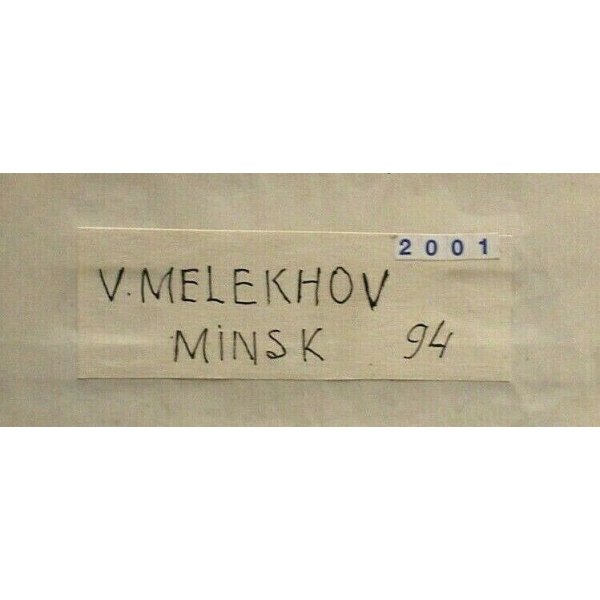 2001
V. MELEKHOV
MINSK 94